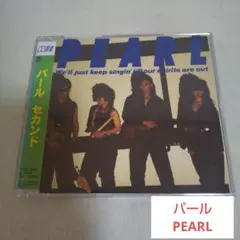 PEARL
We'll just keep singin' till our spirits are out
パール セカンド
パール
PEARL